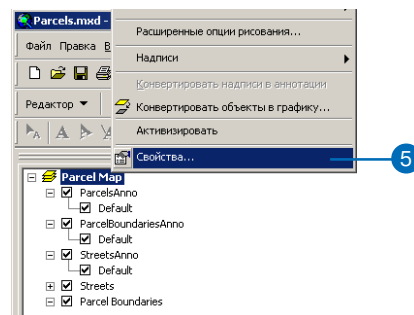 Parcels.mxd -
Расширенные опции рисования...
Файл Правка В
Надписи
Конвертировать надписи в аннотации
Редактор
Конвертировать объекты в графику...
Активизировать
A
Свойства...
5
Parcel Map
ParcelsAnno
Default
ParcelBoundariesAnno
Default
StreetsAnno
Default
Streets
Parcel Boundaries